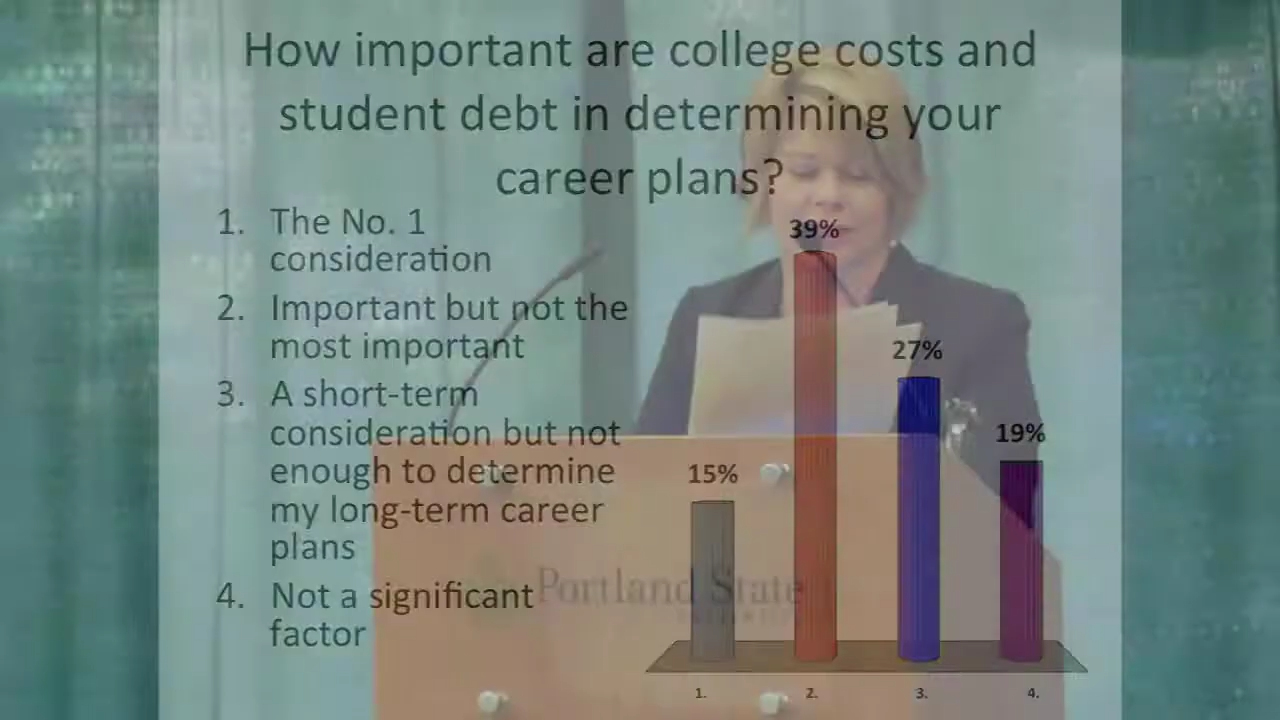 How important are college costs and
student debt in determining your
career plans?
1. The No. 1
consideration
2. Important but not the
most important
3. A short-term
consideration but not
enough to determine
my long-term career
plans
4. Not a significant
factor
39%
27%
19%
15%
Portland State
1. 2. 3. 4.